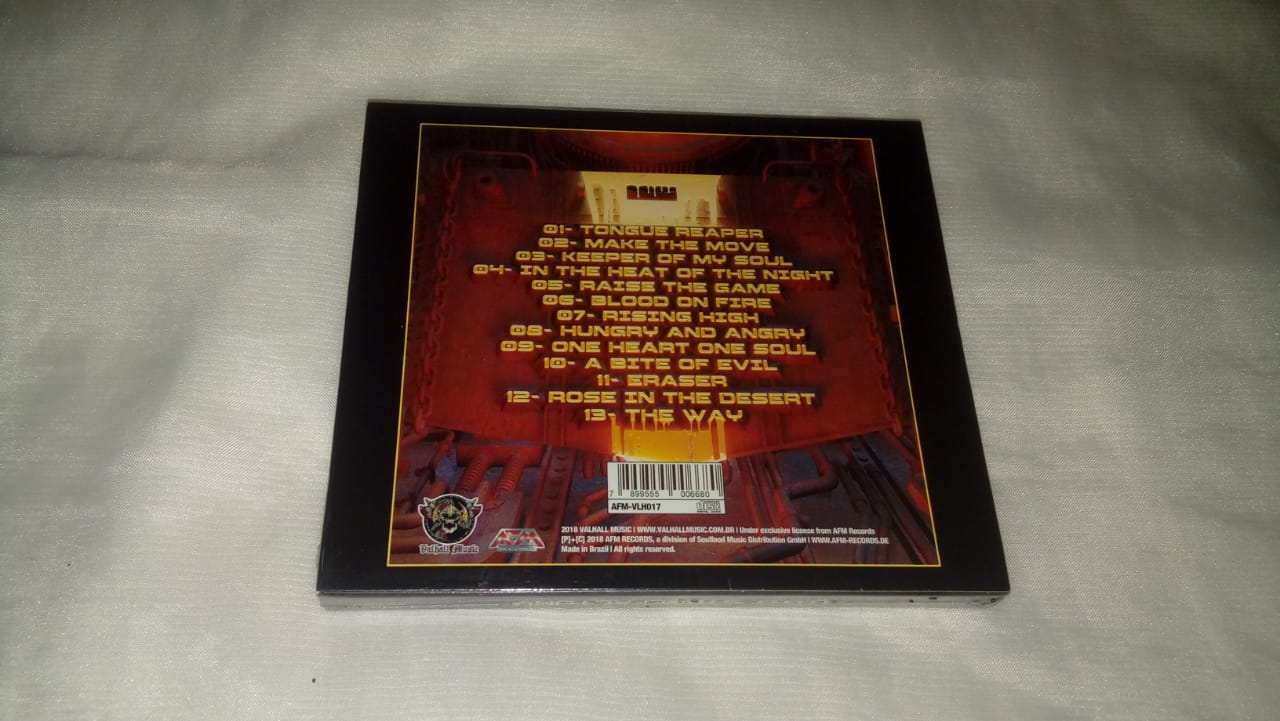 01- TONGUE REAPER
02- MAKE THE MOVE
03- KEEPER OF MY SOUL
04- IN THE HEAT OF THE NIGHT
05- RAISE THE GAME
06- BLOOD ON FIRE
07- RISING HIGH
08- HUNGRY AND ANGRY
09- ONE HEART ONE SOUL
10- A BITE OF EVIL
11- ERASER
12- ROSE IN THE DESERT
13- THE WAY
7 899555 006680
AFM-VLH017
Valhall Music
AFM
2018 VALHALL MUSIC | WWW.VALHALLMUSIC.COM.BR | Under exclusive license from AFM Records
[P]+[C] 2018 AFM RECORDS, a division of Soulfood Music Distribution GmbH | WWW.AFM-RECORDS.DE
Made in Brazil | All rights reserved.